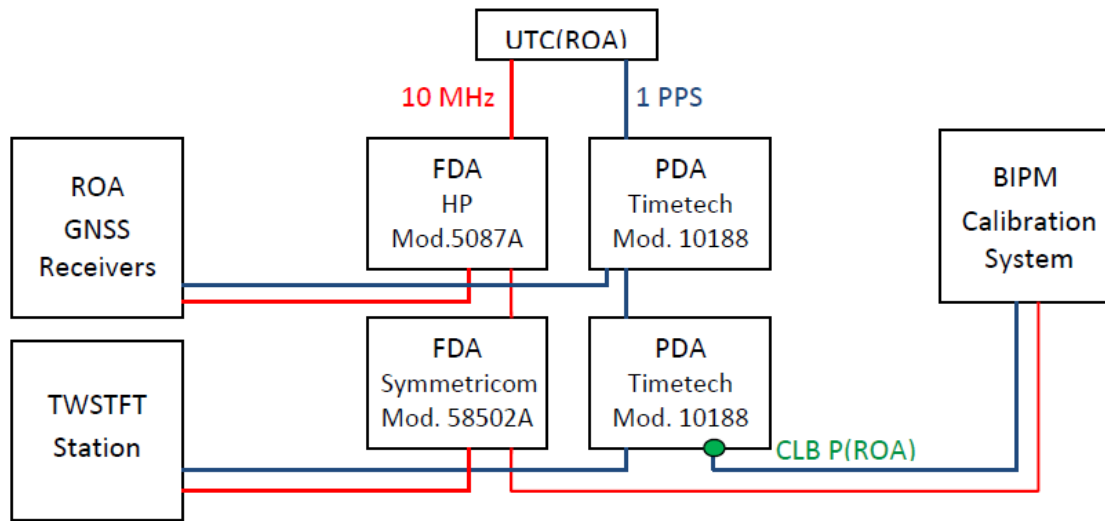 UTC(ROA)
10 MHz
1 PPS
ROA
GNSS
Receivers
FDA
HP
Mod.5087A
PDA
Timetech
Mod. 10188
BIPM
Calibration
System
TWSTFT
Station
FDA
Symmetricom
Mod. 58502A
PDA
Timetech
Mod. 10188
CLB P(ROA)